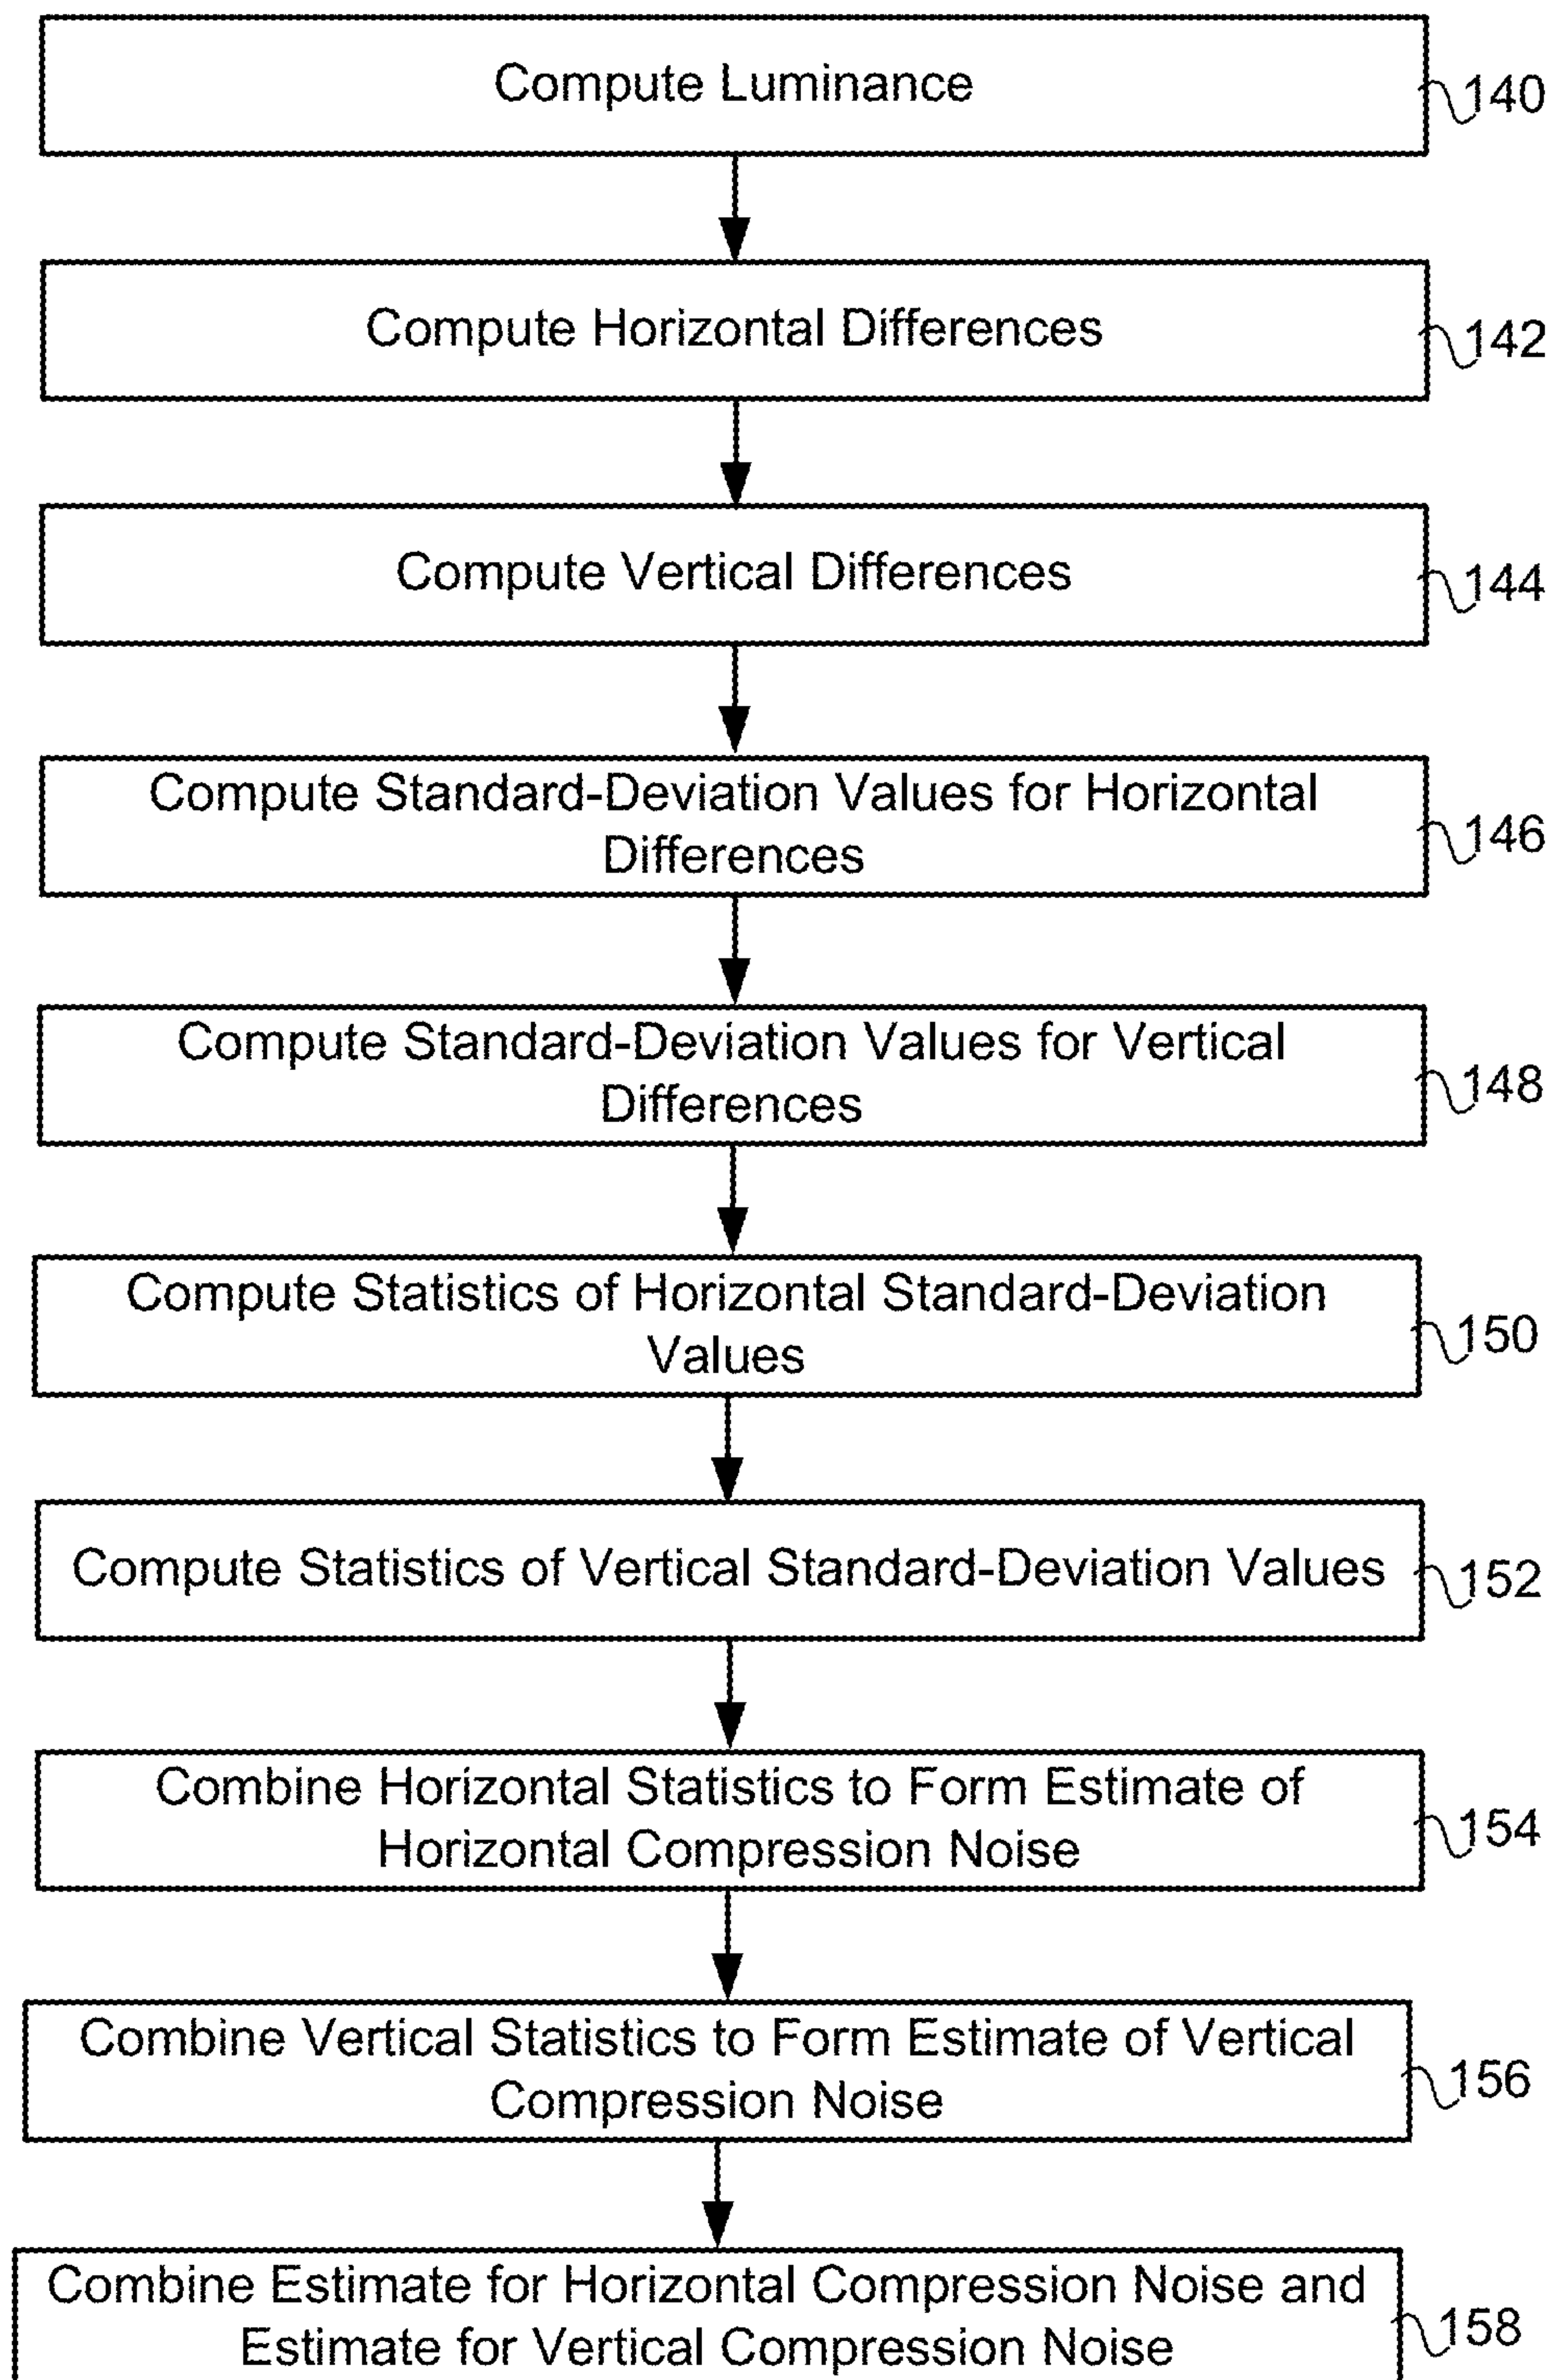 Compute Luminance
140
Compute Horizontal Differences
142
Compute Vertical Differences
144
Compute Standard-Deviation Values for Horizontal
Differences
146
Compute Standard-Deviation Values for Vertical
Differences
148
Compute Statistics of Horizontal Standard-Deviation
Values
150
Compute Statistics of Vertical Standard-Deviation Values
152
Combine Horizontal Statistics to Form Estimate of
Horizontal Compression Noise
154
Combine Vertical Statistics to Form Estimate of Vertical
Compression Noise
156
Combine Estimate for Horizontal Compression Noise and
Estimate for Vertical Compression Noise
158